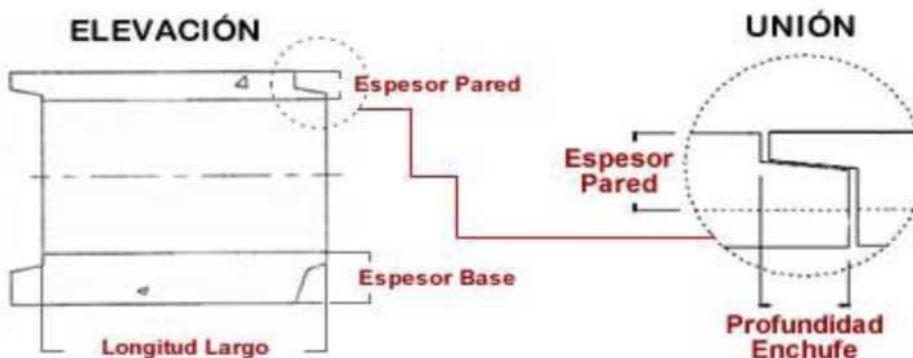 ELEVACIÓN
Espesor Pared
Espesor Base
Longitud Largo
UNIÓN
Espesor
Pared
Profundidad
Enchufe